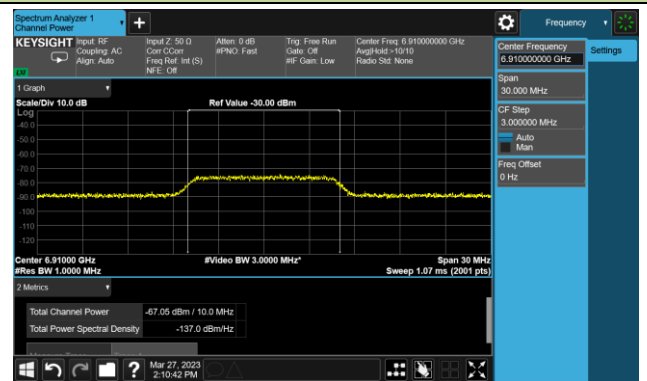 Spectrum Analyzer 1
Channel Power
Frequency
KEYSIGHT
Input: RF
Coupling: AC
Align: Auto
Input Z: 50 Ω
Corr CCorr
Freq Ref: Int (S)
NFE: Off
Atten: 0 dB
#PNO: Fast
Trig: Free Run
Gate: Off
#IF Gain: Low
Center Freq: 6.910000000 GHz
Avg|Hold:>10/10
Radio Std: None
Center Frequency
6.910000000 GHz
Settings
Span
30.000 MHz
CF Step
3.000000 MHz
Auto
Man
Freq Offset
0 Hz
1 Graph
Scale/Div 10.0 dB
Ref Value -30.00 dBm
Log
-40.0
-50.0
-60.0
-70.0
-80.0
-90.0
-100
-110
-120
Center 6.91000 GHz
#Video BW 3.0000 MHz*
Span 30 MHz
#Res BW 1.0000 MHz
Sweep 1.07 ms (2001 pts)
2 Metrics
Total Channel Power
-67.05 dBm / 10.0 MHz
Total Power Spectral Density
-137.0 dBm/Hz
?
Mar 27, 2023
2:10:42 PM